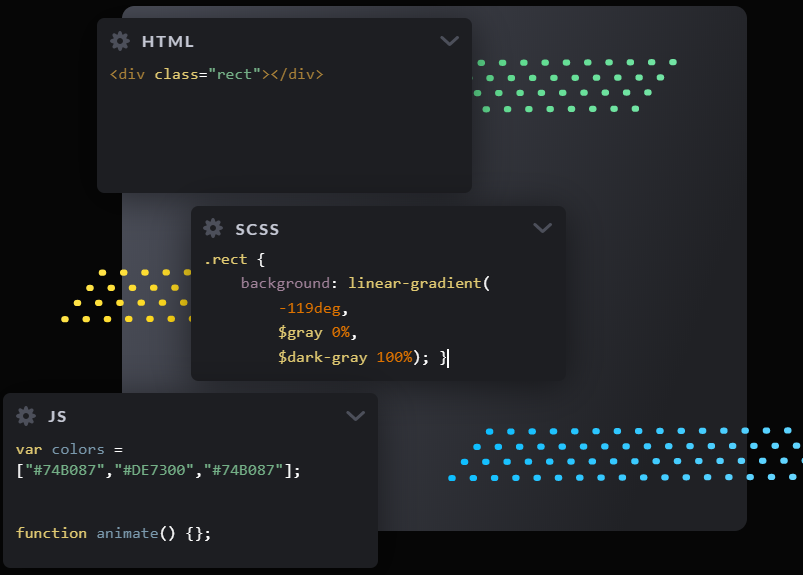 HTML
<div class="rect"></div>
SCSS
.rect {
background: linear-gradient(
-119deg,
$gray 0%,
$dark-gray 100%); }
JS
var colors =
["#74B087","#DE7300","#74B087"];
function animate() {};